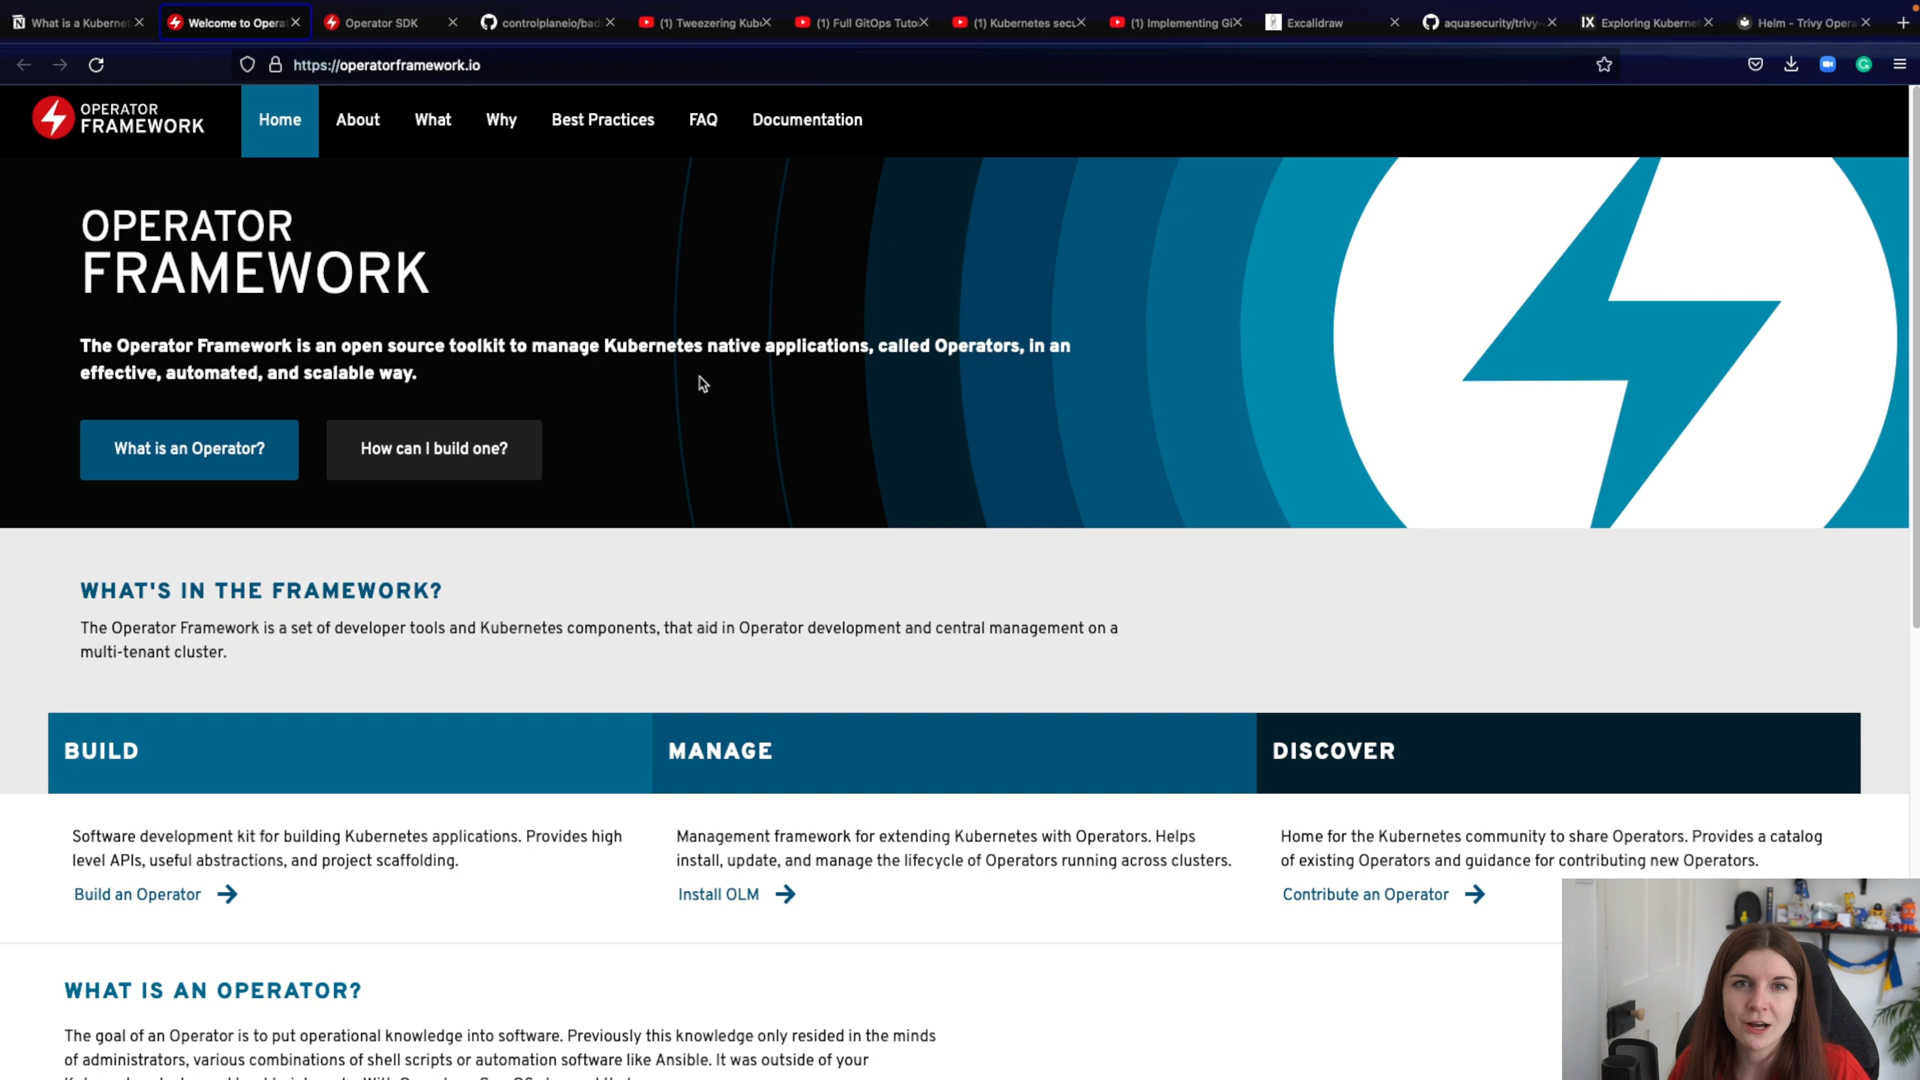 What is a Kubernet
Welcome to Opera
Operator SDK
controlplaneio/bad
(1) Tweezering Kub
(1) Full GitOps Tuto
(1) Kubernetes secu
(1) Implementing Gi
Excalidraw
aquasecurity/trivy-
Exploring Kuberne
Helm - Trivy Oper
https://operatorframework.io
OPERATOR
FRAMEWORK
Home
About
What
Why
Best Practices
FAQ
Documentation
OPERATOR
FRAMEWORK
The Operator Framework is an open source toolkit to manage Kubernetes native applications, called Operators, in an
effective, automated, and scalable way.
What is an Operator?
How can I build one?
WHAT'S IN THE FRAMEWORK?
The Operator Framework is a set of developer tools and Kubernetes components, that aid in Operator development and central management on a
multi-tenant cluster.
BUILD
Software development kit for building Kubernetes applications. Provides high
level APIs, useful abstractions, and project scaffolding.
Build an Operator
MANAGE
Management framework for extending Kubernetes with Operators. Helps
install, update, and manage the lifecycle of Operators running across clusters.
Install OLM
DISCOVER
Home for the Kubernetes community to share Operators. Provides a catalog
of existing Operators and guidance for contributing new Operators.
Contribute an Operator
WHAT IS AN OPERATOR?
The goal of an Operator is to put operational knowledge into software. Previously this knowledge only resided in the minds
of administrators, various combinations of shell scripts or automation software like Ansible. It was outside of your